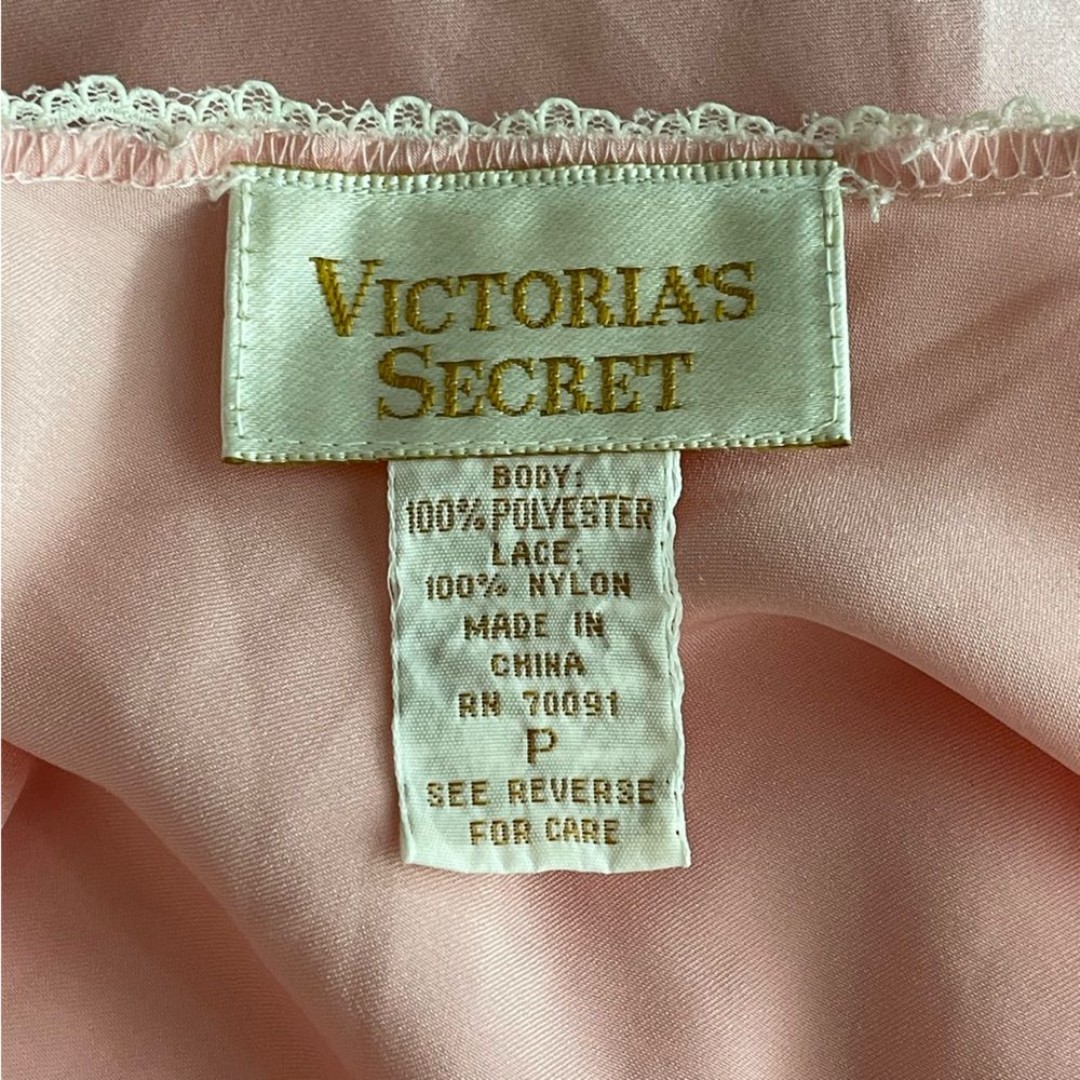 VICTORIA'S
SECRET
BODY:
100% POLYESTER
LACE:
100% NYLON
MADE IN
CHINA
RN 70091
P
SEE REVERSE
FOR CARE